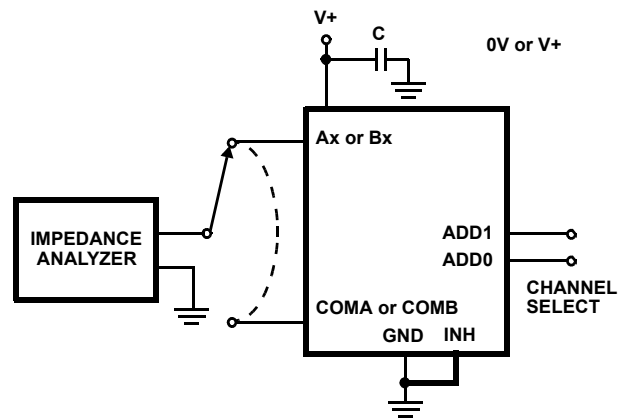 V+
C
0V or V+
Ax or Bx
IMPEDANCE
ANALYZER
ADD1
ADD0
CHANNEL
SELECT
COMA or COMB
GND INH